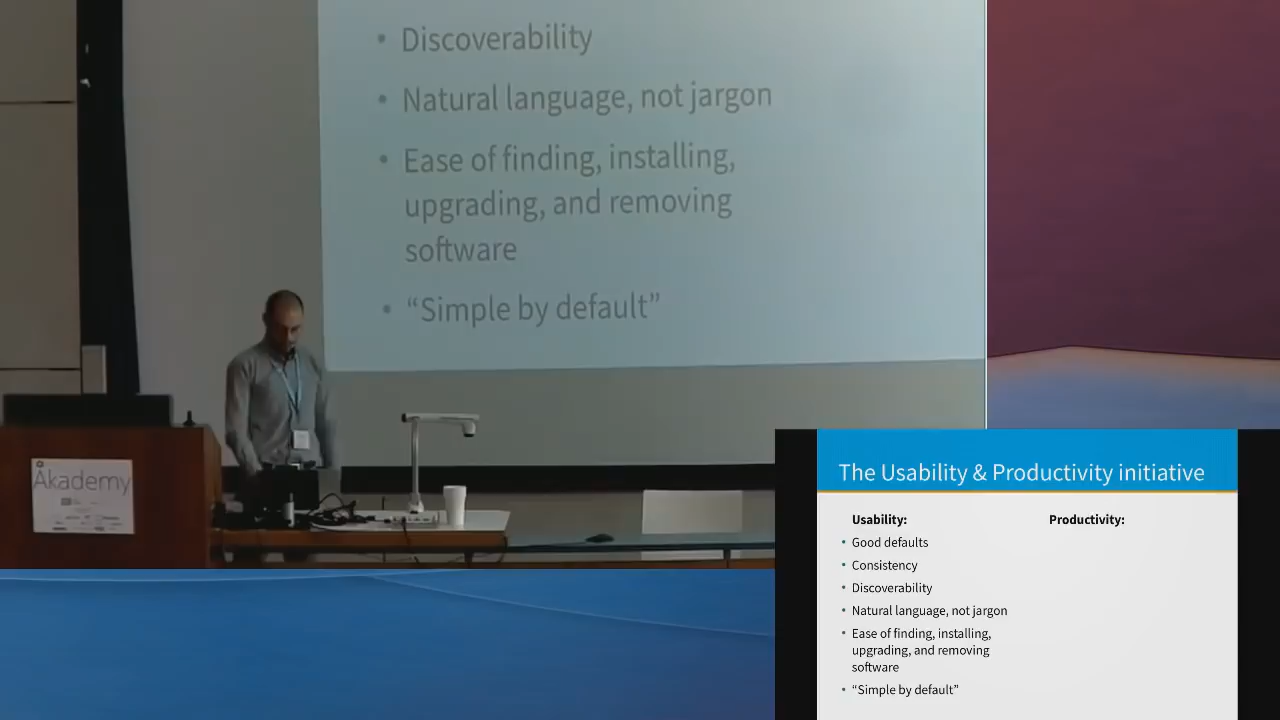 • Discoverability
• Natural language, not jargon
• Ease of finding, installing,
upgrading, and removing
software
• “Simple by default”
Akademy
The Usability & Productivity initiative
Usability:
• Good defaults
• Consistency
• Discoverability
• Natural language, not jargon
• Ease of finding, installing,
upgrading, and removing
software
• “Simple by default”
Productivity: